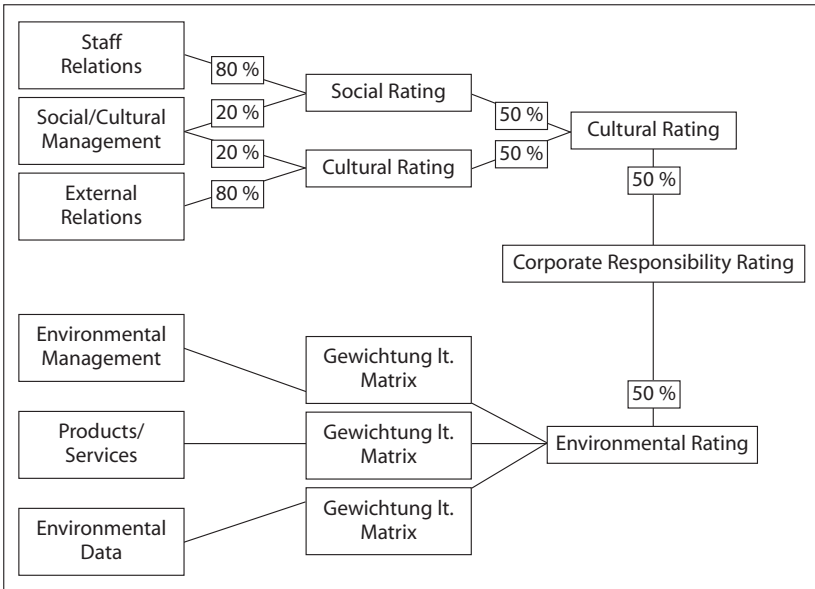 Staff
Relations
80 %
Social Rating
Social/Cultural
Management
20 %
20 %
50 %
50 %
Cultural Rating
Cultural Rating
External
Relations
80 %
50 %
Corporate Responsibility Rating
Environmental
Management
Gewichtung lt.
Matrix
50 %
Products/
Services
Gewichtung lt.
Matrix
Environmental Rating
Environmental
Data
Gewichtung lt.
Matrix